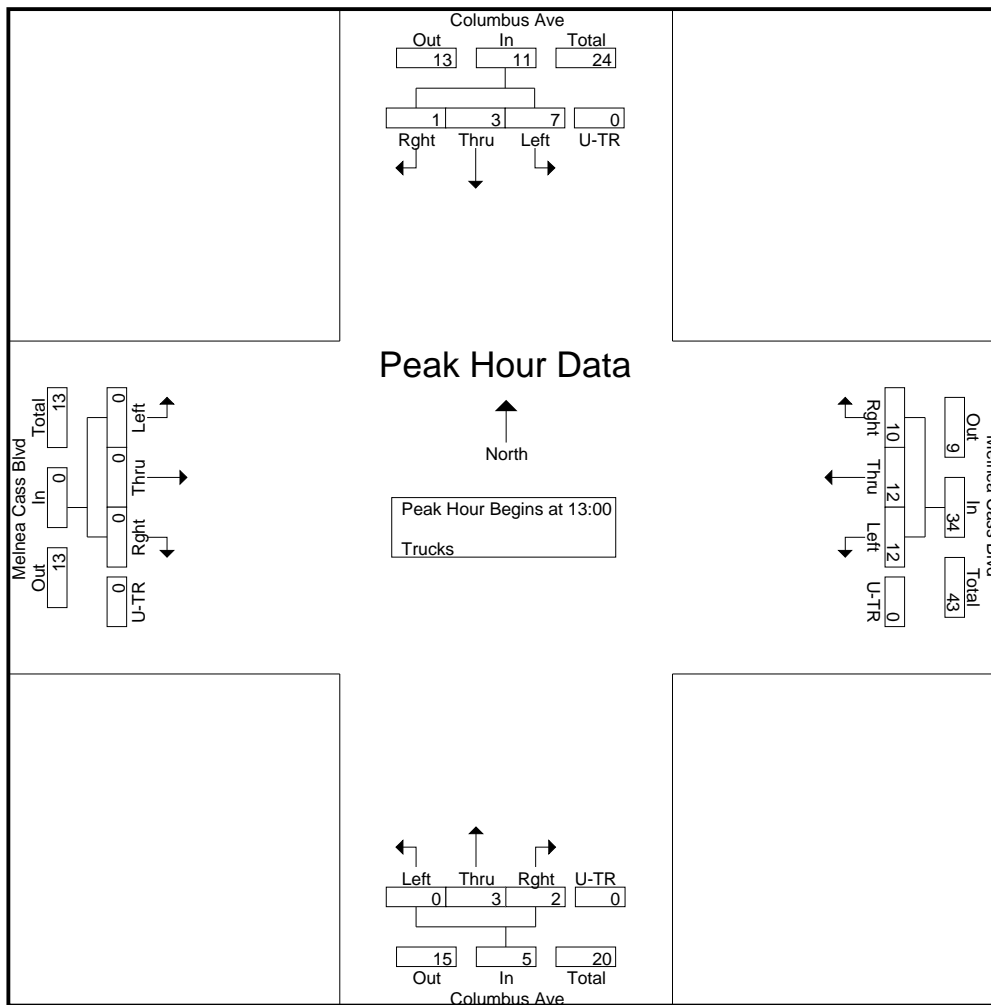 Columbus Ave
Out In Total
13 11 24
1 3 7 0
Rght Thru Left U-TR
Peak Hour Data
North
Peak Hour Begins at 13:00
Trucks
Melnea Cass Blvd
Out In Total
13 0 13
0 0 0 0
U-TR Rght Thru Left
Melnea Cass Blvd
Out In Total
9 34 43
10 12 12 0
Rght Thru Left U-TR
Left Thru Rght U-TR
0 3 2 0
15 5 20
Out In Total
Columbus Ave